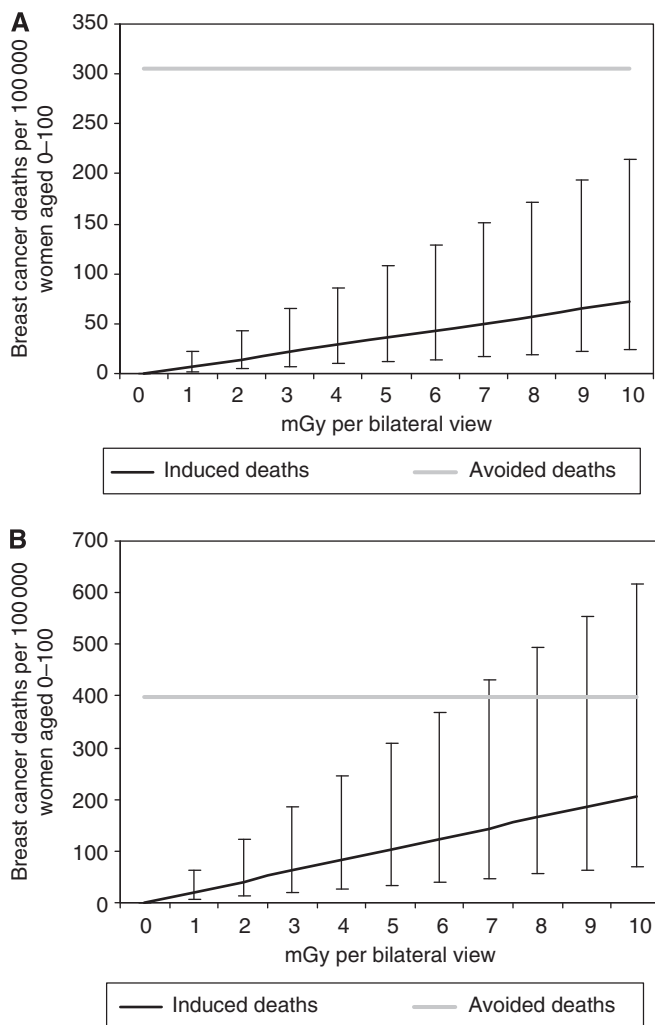 A
Breast cancer deaths per 100 000
women aged 0–100
350
300
250
200
150
100
50
0
0 1 2 3 4 5 6 7 8 9 10
mGy per bilateral view
Induced deaths Avoided deaths
B
Breast cancer deaths per 100 000
women aged 0–100
700
600
500
400
300
200
100
0
0 1 2 3 4 5 6 7 8 9 10
mGy per bilateral view
Induced deaths Avoided deaths